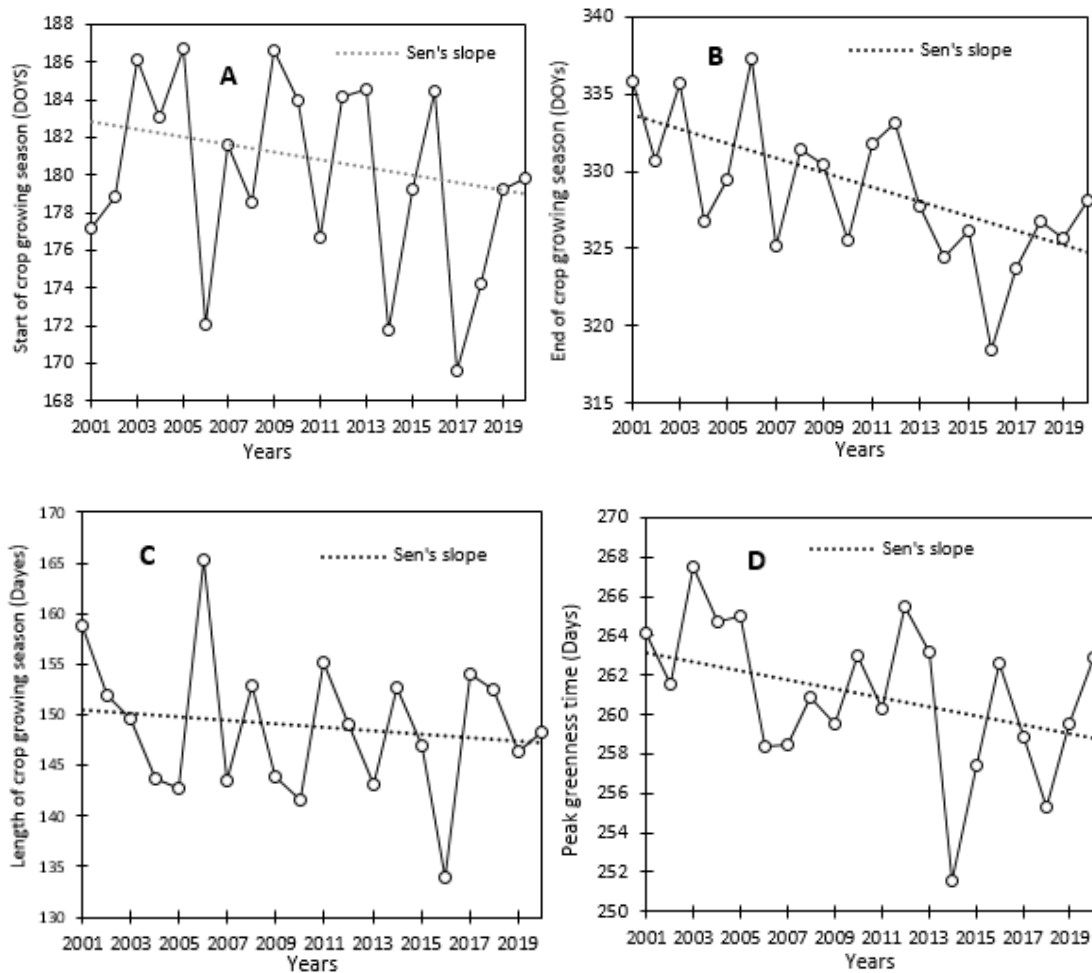 188
186
184
182
180
178
176
174
172
170
168
Start of crop growing season (DOYS)
A
Sen's slope
2001 2003 2005 2007 2009 2011 2013 2015 2017 2019
Years
340
335
330
325
320
315
End of crop growing season (DOYs)
B
Sen's slope
2001 2003 2005 2007 2009 2011 2013 2015 2017 2019
Years
170
165
160
155
150
145
140
135
130
Length of crop growing season (Dayes)
C
Sen's slope
2001 2003 2005 2007 2009 2011 2013 2015 2017 2019
Years
270
268
266
264
262
260
258
256
254
252
250
Peak greenness time (Days)
D
Sen's slope
2001 2003 2005 2007 2009 2011 2013 2015 2017 2019
Years